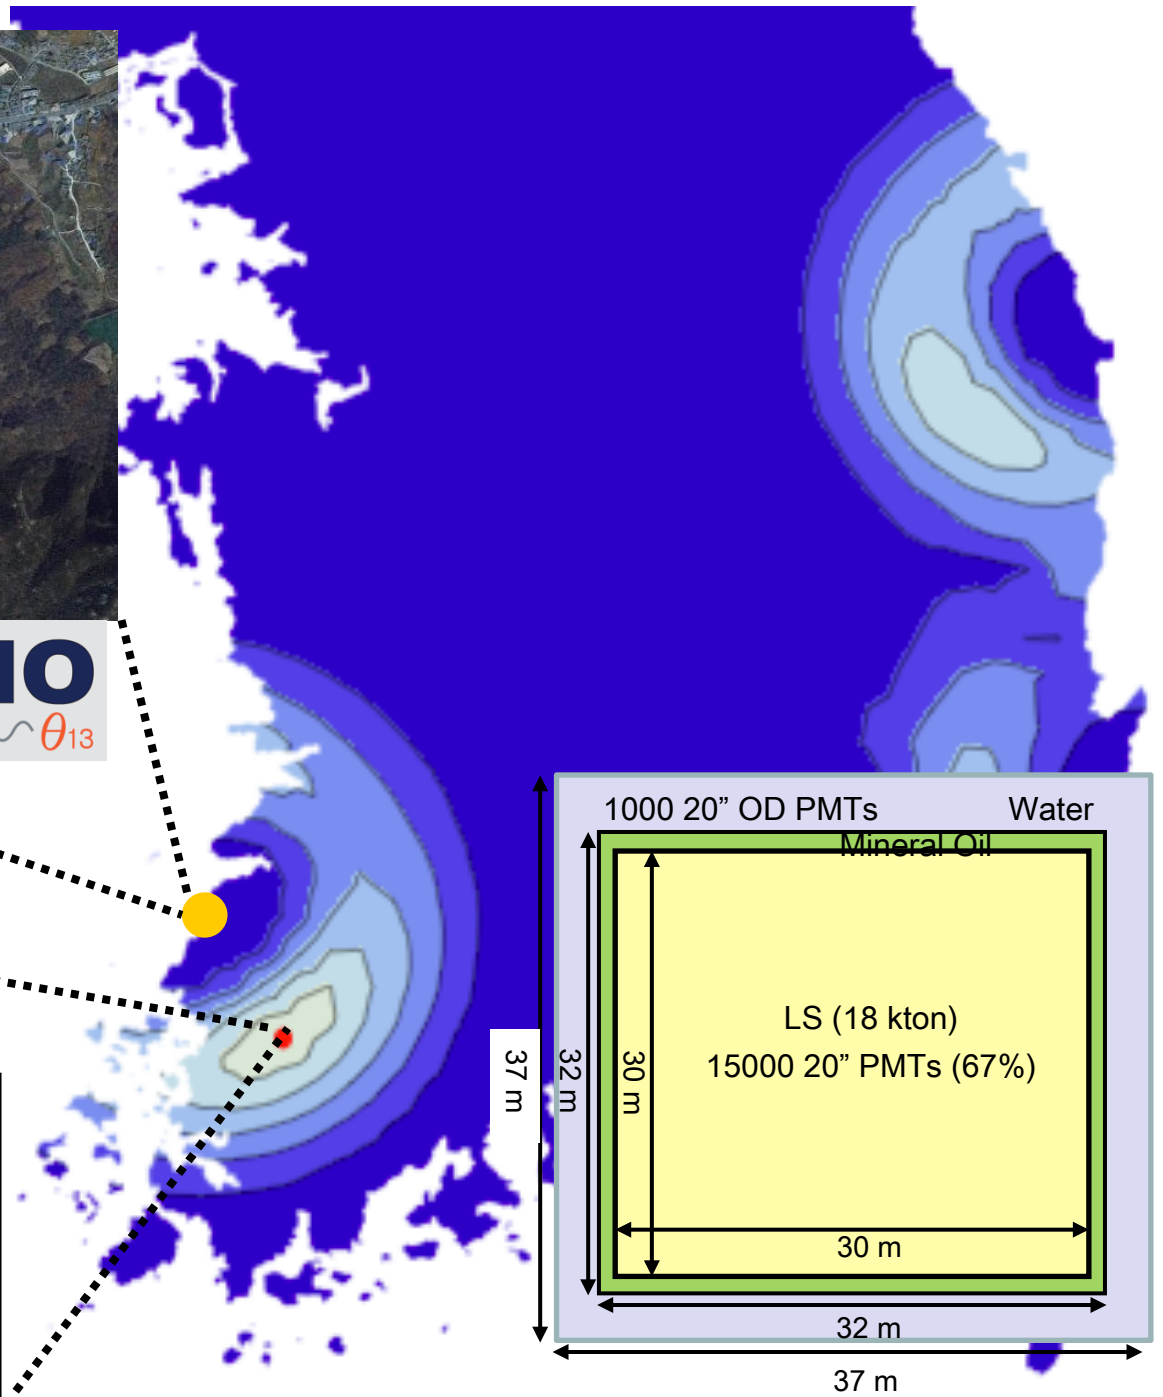 θ13
1000 20” OD PMTs
Water
Mineral Oil
LS (18 kton)
15000 20” PMTs (67%)
37 m
32 m
30 m
30 m
32 m
37 m